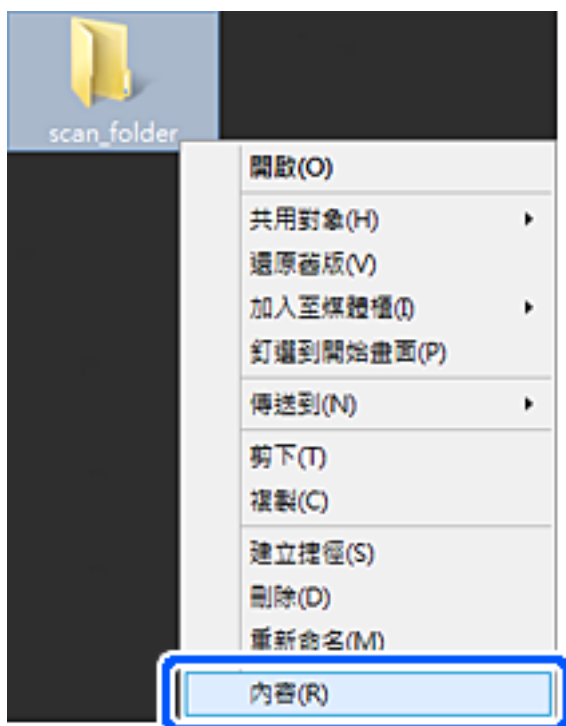 scan_folder
開啟(O)
共用對象(H)
還原舊版(V)
加入至媒體櫃(I)
釘選到開始畫面(P)
傳送到(N)
剪下(T)
複製(C)
建立捷徑(S)
刪除(D)
重新命名(M)
內容(R)